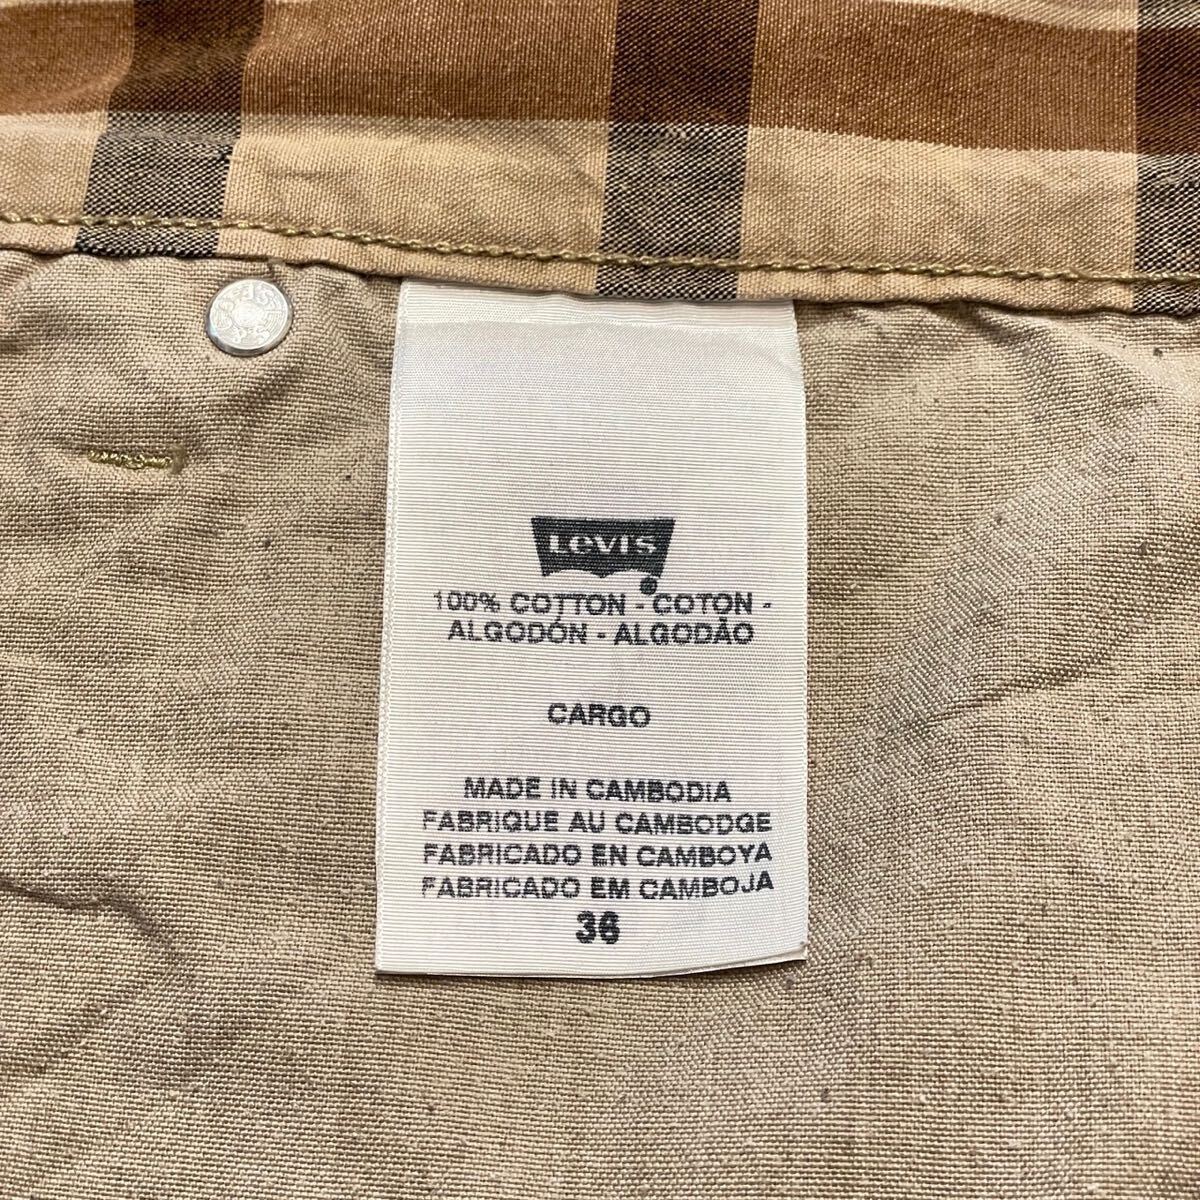 LEVI'S
100% COTTON - COTON -
ALGODÓN - ALGODÃO
CARGO
MADE IN CAMBODIA
FABRIQUE AU CAMBODGE
FABRICADO EN CAMBOYA
FABRICADO EM CAMBOJA
36